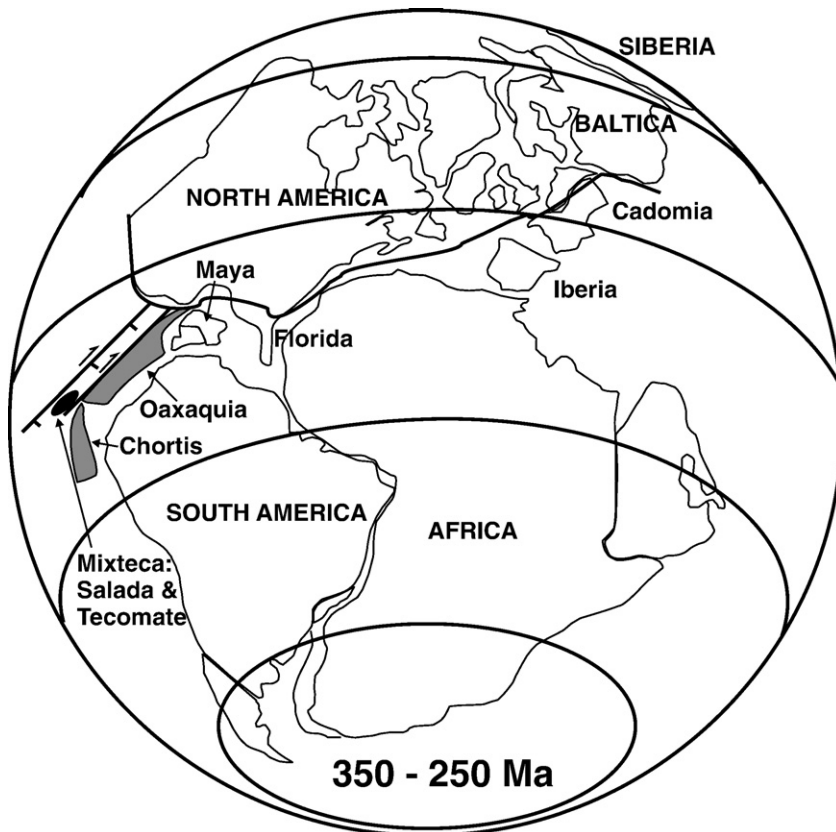 SIBERIA
BALTICA
NORTH AMERICA
Cadomia
Maya
Iberia
Florida
Oaxaquia
Chortis
SOUTH AMERICA
AFRICA
Mixteca:
Salada &
Tecomate
350 - 250 Ma